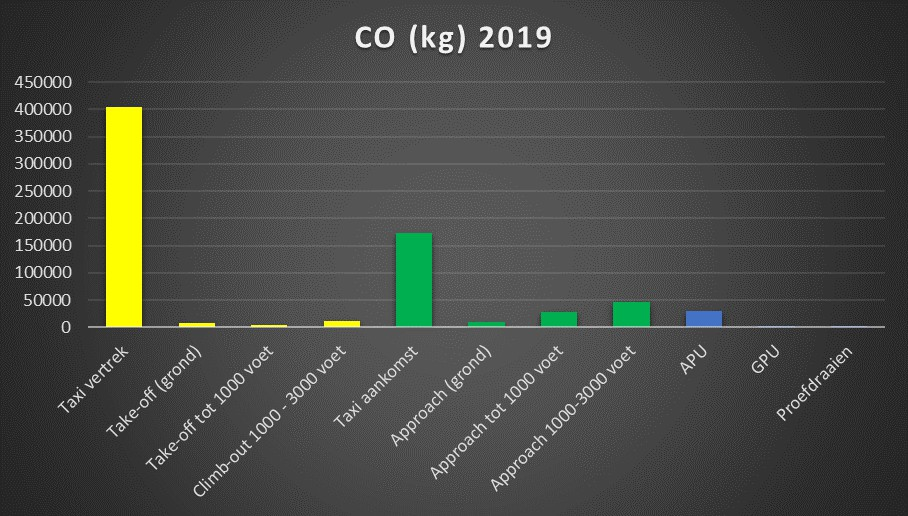 CO (kg) 2019
450000
400000
350000
300000
250000
200000
150000
100000
50000
0
Taxi vertrek
Take-off (grond)
Take-off tot 1000 voet
Climb-out 1000 - 3000 voet
Taxi aankomst
Approach (grond)
Approach tot 1000 voet
Approach 1000-3000 voet
APU
GPU
Proefdraaien